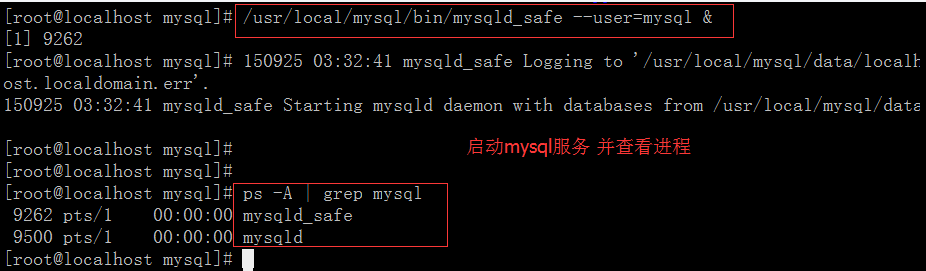 [root@localhost mysql]# /usr/local/mysql/bin/mysqld_safe --user=mysql &
[1] 9262
[root@localhost mysql]# 150925 03:32:41 mysqld_safe Logging to '/usr/local/mysql/data/localh
ost.localdomain.err'.
150925 03:32:41 mysqld_safe Starting mysqld daemon with databases from /usr/local/mysql/data
[root@localhost mysql]#
启动mysql服务 并查看进程
[root@localhost mysql]#
[root@localhost mysql]# ps -A | grep mysql
 9262 pts/1    00:00:00 mysqld_safe
 9500 pts/1    00:00:00 mysqld
[root@localhost mysql]#